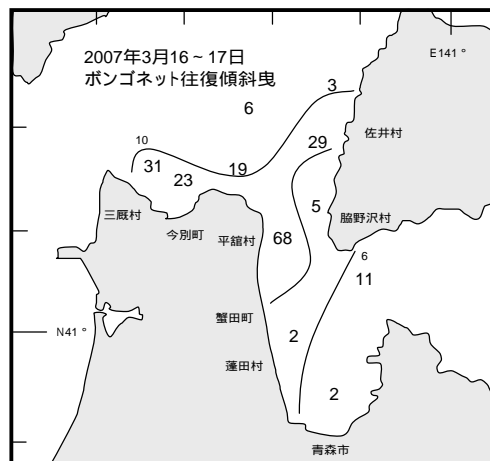 2007年3月16～17日
ボンゴネット往復傾斜曳
E141°
3
6
佐井村
10
29
31
23
19
5
脇野沢村
三厩村
今別町
平舘村
68
6
11
蟹田町
N41°
2
蓬田村
2
青森市